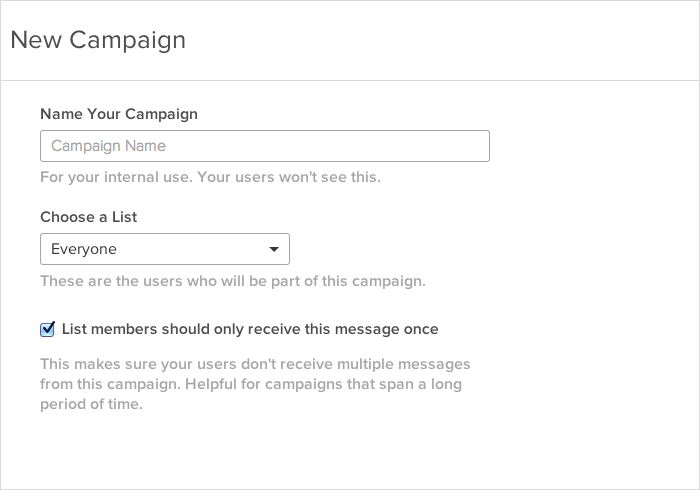 New Campaign
Name Your Campaign
Campaign Name
For your internal use. Your users won't see this.
Choose a List
Everyone
These are the users who will be part of this campaign.
List members should only receive this message once
This makes sure your users don't receive multiple messages
from this campaign. Helpful for campaigns that span a long
period of time.